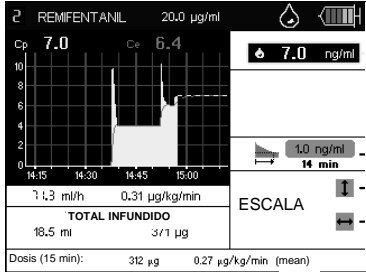 2 REMIFENTANIL 20.0 µg/ml
Cp 7.0 Ce 6.4
7.0 ng/ml
10
8
6
4
2
0
14:15 14:30 14:45 15:00
1.0 ng/ml
14 min
ml/h 0.31 µg/kg/min
ESCALA
TOTAL INFUNDIDO
18.5 ml 371 µg
Dosis (15 min): 312 µg 0.27 µg/kg/min (mean)